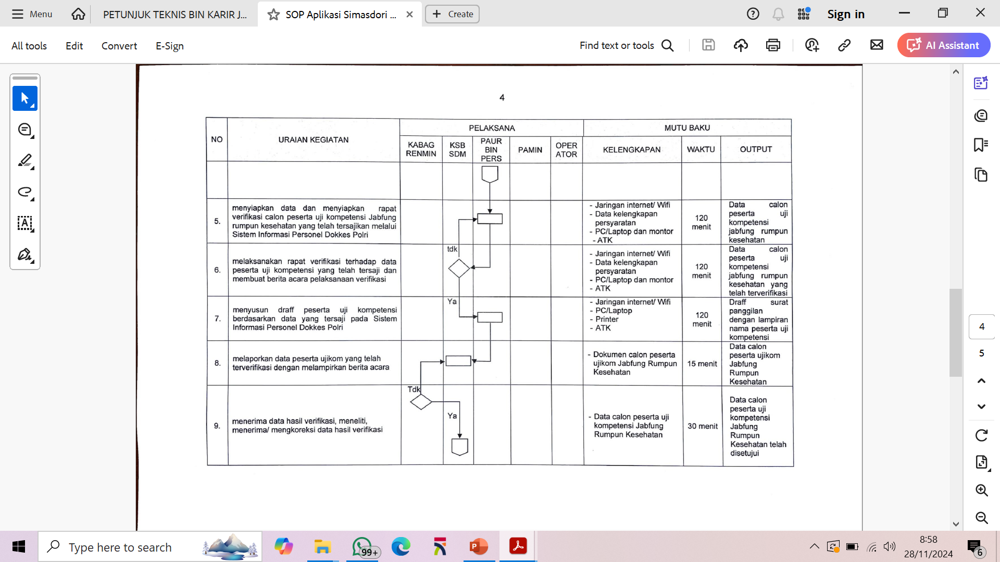 Menu
PETUNJUK TEKNIS BIN KARIR J...
SOP Aplikasi Simasdori ...
Create
Sign in
All tools
Edit
Convert
E-Sign
Find text or tools
AI Assistant
4
NO
URAIAN KEGIATAN
PELAKSANA
MUTU BAKU
KABAG
RENMIN
KSB
SDM
PAUR
BIN
PERS
PAMIN
OPER
ATOR
KELENGKAPAN
WAKTU
OUTPUT
5.
menyiapkan data dan menyiapkan rapat
verifikasi calon peserta uji kompetensi Jabfung
rumpun kesehatan yang telah tersajikan melalui
Sistem Informasi Personel Dokkes Polri
- Jaringan internet/ Wifi
- Data kelengkapan
persyaratan
- PC/Laptop dan montor
- ATK
120
menit
Data calon
peserta uji
kompetensi
jabfung rumpun
kesehatan
tdk
6.
melaksanakan rapat verifikasi terhadap data
peserta uji kompetensi yang telah tersaji dan
membuat berita acara pelaksanaan verifikasi
- Jaringan internet/ Wifi
- Data kelengkapan
persyaratan
- PC/Laptop dan montor
- ATK
120
menit
Data calon
peserta uji
kompetensi
jabfung rumpun
kesehatan yang
telah terverifikasi
Ya
7.
menyusun draff peserta uji kompetensi
berdasarkan data yang tersaji pada Sistem
Informasi Personel Dokkes Polri
- Jaringan internet/ Wifi
- PC/Laptop
- Printer
- ATK
120
menit
Draff surat
panggilan
dengan lampiran
nama peserta uji
kompetensi
8.
melaporkan data peserta ujikom yang telah
terverifikasi dengan melampirkan berita acara
- Dokumen calon peserta
ujikom Jabfung Rumpun
Kesehatan
15 menit
Data calon
peserta ujikom
Jabfung
Rumpun
Kesehatan
Tdk
Ya
9.
menerima data hasil verifikasi, meneliti,
menerima/ mengkoreksi data hasil verifikasi
- Data calon peserta uji
kompetensi Jabfung
Rumpun Kesehatan
30 menit
Data calon
peserta uji
kompetensi
Jabfung
Rumpun
Kesehatan telah
disetujui
4
5
Type here to search
99+
8:58
28/11/2024
6